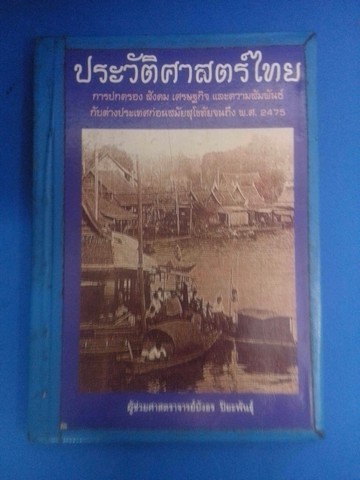 ประวัติศาสตร์ไทย
การปกครอง สังคม เศรษฐกิจ และความสัมพันธ์
กับต่างประเทศก่อนสมัยสุโขทัยจนถึง พ.ศ. 2475
ผู้ช่วยศาสตราจารย์บังอร ปิยะพันธุ์